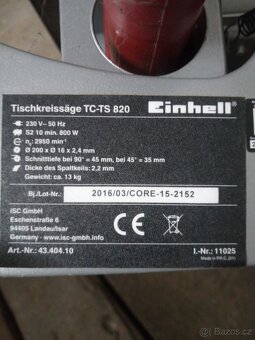 Tischkreissäge TC-TS 820
Einhell
230 V~ 50 Hz
S2 10 min. 800 W
n₀: 2950 min⁻¹
Ø 200 x Ø 16 x 2,4 mm
Schnitttiefe bei 90° = 45 mm, bei 45° = 35 mm
Dicke des Spaltkeils: 2,2 mm
Gewicht: ca. 13 kg
Bj./Lot-Nr.: 2016/03/CORE-15-2152
ISC GmbH
Eschenstraße 6
94405 Landau/Isar
Germany - www.isc-gmbh.info
Art.-Nr.: 43.404.10
I.-Nr.: 11025
CE
Bazoš.cz